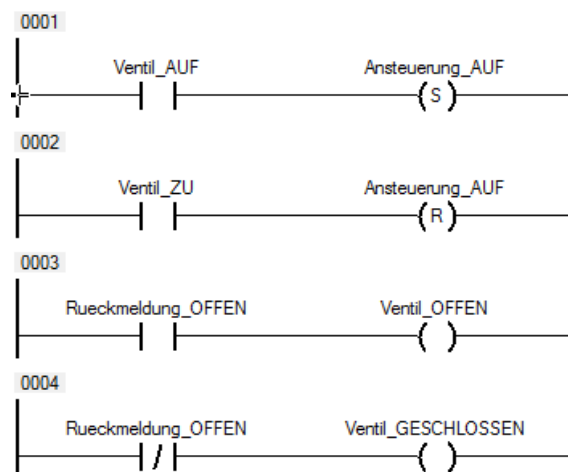 0001
Ventil_AUF Ansteuerung_AUF
S
0002
Ventil_ZU Ansteuerung_AUF
R
0003
Rueckmeldung_OFFEN Ventil_OFFEN
0004
Rueckmeldung_OFFEN Ventil_GESCHLOSSEN